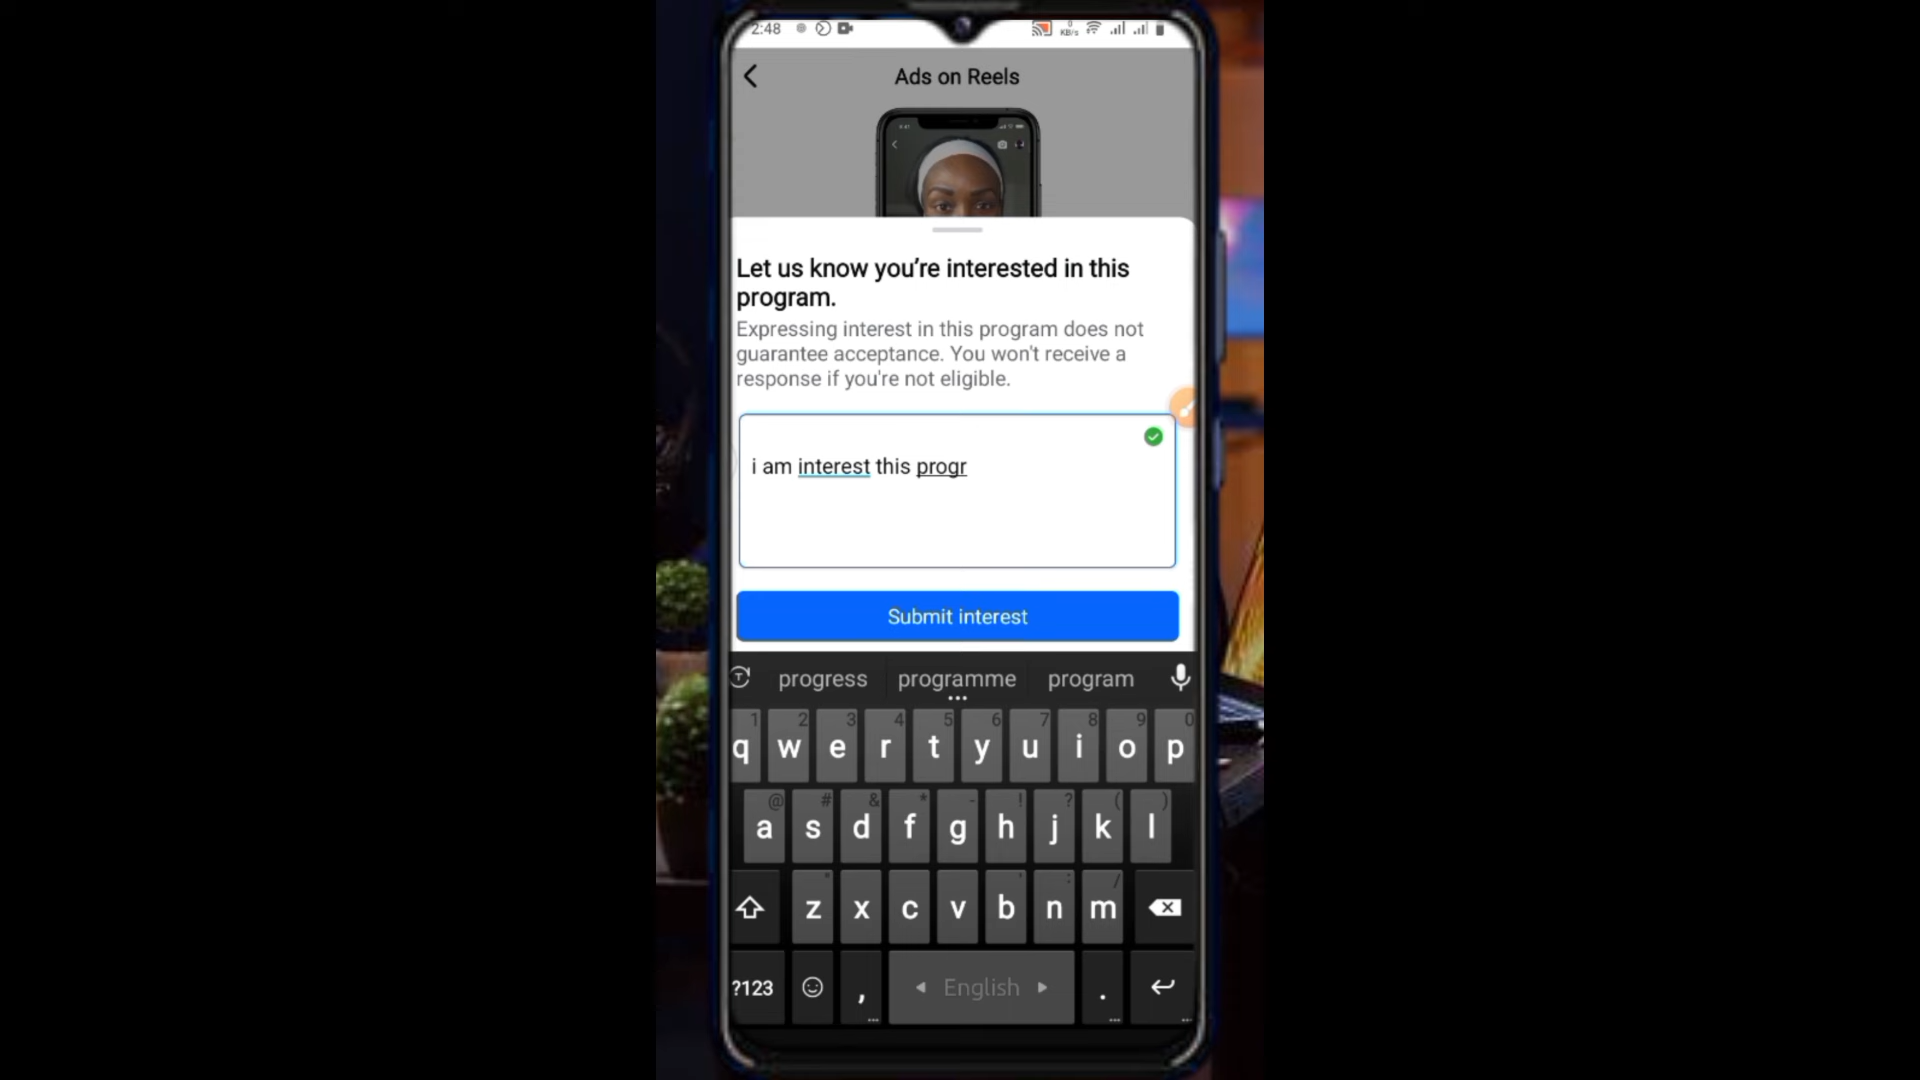 2:48
0
KB/s
Ads on Reels
Let us know you’re interested in this
program.
Expressing interest in this program does not
guarantee acceptance. You won't receive a
response if you're not eligible.
i am interest this progr
Submit interest
progress programme program
1 2 3 4 5 6 7 8 9 0
q w e r t y u i o p
@ # & * - ! ? ( )
a s d f g h j k l
z x c v b n m
?123 , English .